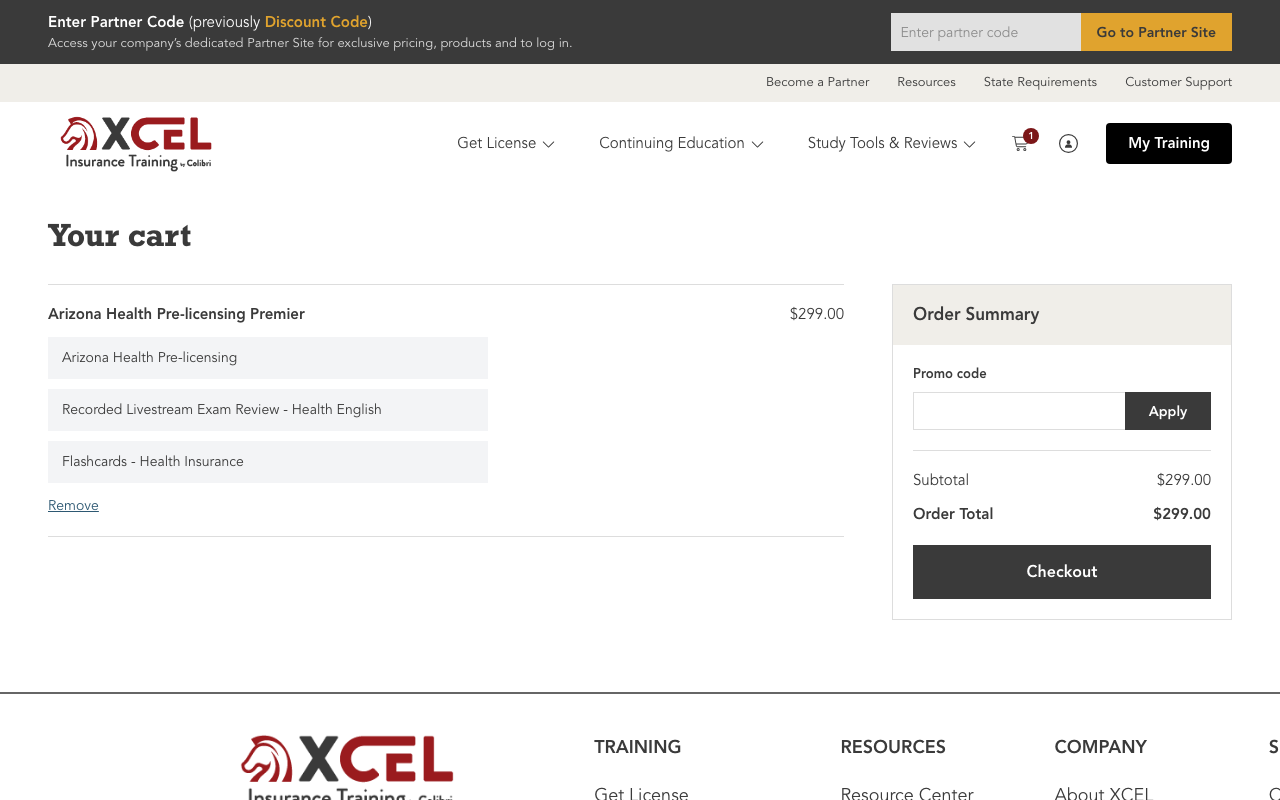 Enter Partner Code (previously Discount Code)
Access your company's dedicated Partner Site for exclusive pricing, products and to log in.
Enter partner code
Go to Partner Site
Become a Partner
Resources
State Requirements
Customer Support
XCEL
Insurance Training by Calibri
Get License
Continuing Education
Study Tools & Reviews
1
My Training
Your cart
Arizona Health Pre-licensing Premier
$299.00
Arizona Health Pre-licensing
Recorded Livestream Exam Review - Health English
Flashcards - Health Insurance
Remove
Order Summary
Promo code
Apply
Subtotal
$299.00
Order Total
$299.00
Checkout
XCEL
Insurance Training by Calibri
TRAINING
Get License
RESOURCES
Resource Center
COMPANY
About XCEL
S